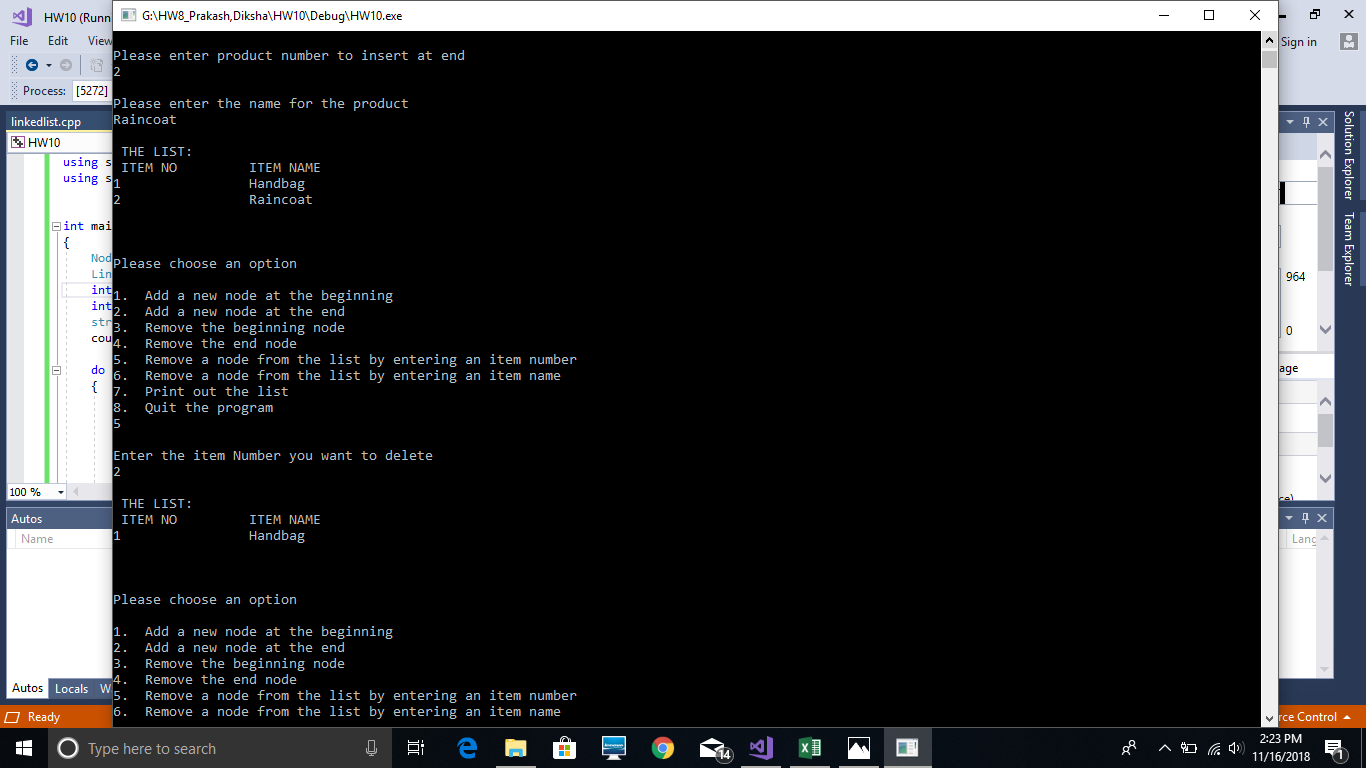 HW10 (Runn
G:\HW8_Prakash,Diksha\HW10\Debug\HW10.exe
File Edit View
Sign in
Process: [5272]
linkedlist.cpp
HW10
using s
using s
int mai
{
Nod
Lin
int
int
str
cou
do
{
100 %
Autos
Name
Autos Locals W
Ready
Please enter product number to insert at end
2
Please enter the name for the product
Raincoat
THE LIST:
ITEM NO ITEM NAME
1 Handbag
2 Raincoat
Please choose an option
1. Add a new node at the beginning
2. Add a new node at the end
3. Remove the beginning node
4. Remove the end node
5. Remove a node from the list by entering an item number
6. Remove a node from the list by entering an item name
7. Print out the list
8. Quit the program
5
Enter the item Number you want to delete
2
THE LIST:
ITEM NO ITEM NAME
1 Handbag
Please choose an option
1. Add a new node at the beginning
2. Add a new node at the end
3. Remove the beginning node
4. Remove the end node
5. Remove a node from the list by entering an item number
6. Remove a node from the list by entering an item name
Solution Explorer
Team Explorer
964
0
age
Lang
rce Control
Type here to search
14
2:23 PM
11/16/2018
1